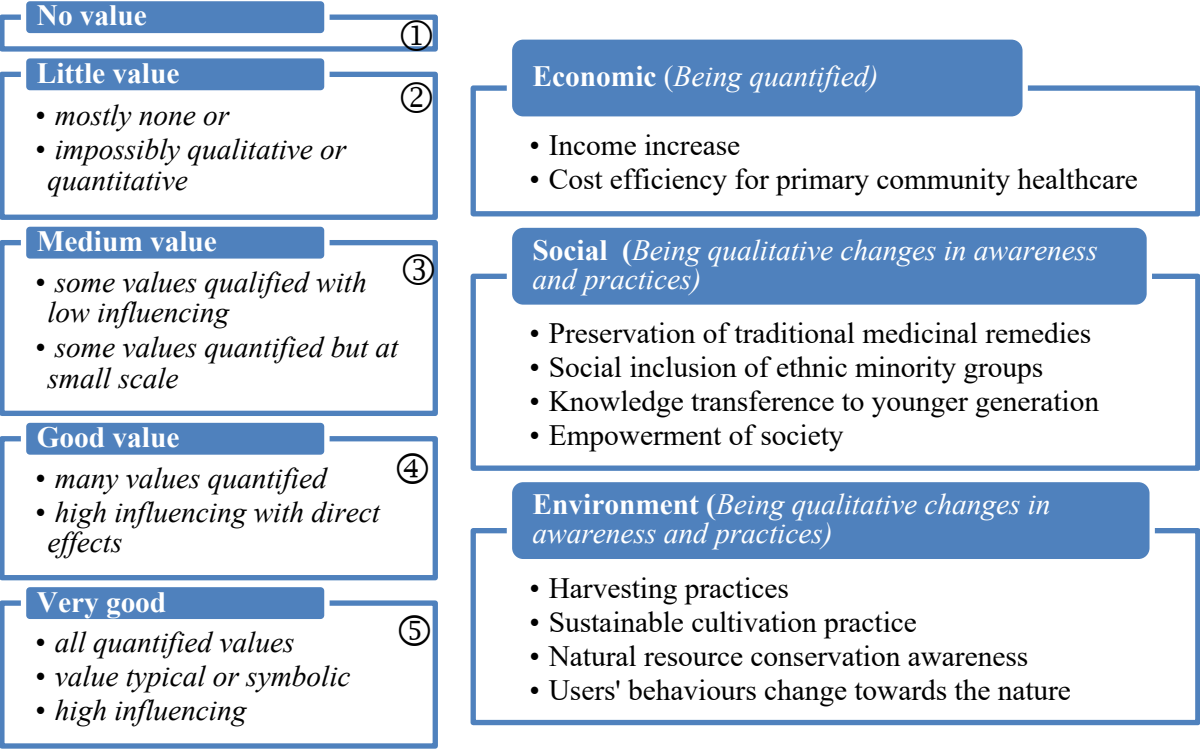 No value
①
Little value
②
• mostly none or
• impossibly qualitative or
quantitative
Medium value
③
• some values qualified with
low influencing
• some values quantified but at
small scale
Good value
④
• many values quantified
• high influencing with direct
effects
Very good
⑤
• all quantified values
• value typical or symbolic
• high influencing
Economic (Being quantified)
• Income increase
• Cost efficiency for primary community healthcare
Social (Being qualitative changes in awareness
and practices)
• Preservation of traditional medicinal remedies
• Social inclusion of ethnic minority groups
• Knowledge transference to younger generation
• Empowerment of society
Environment (Being qualitative changes in
awareness and practices)
• Harvesting practices
• Sustainable cultivation practice
• Natural resource conservation awareness
• Users' behaviours change towards the nature